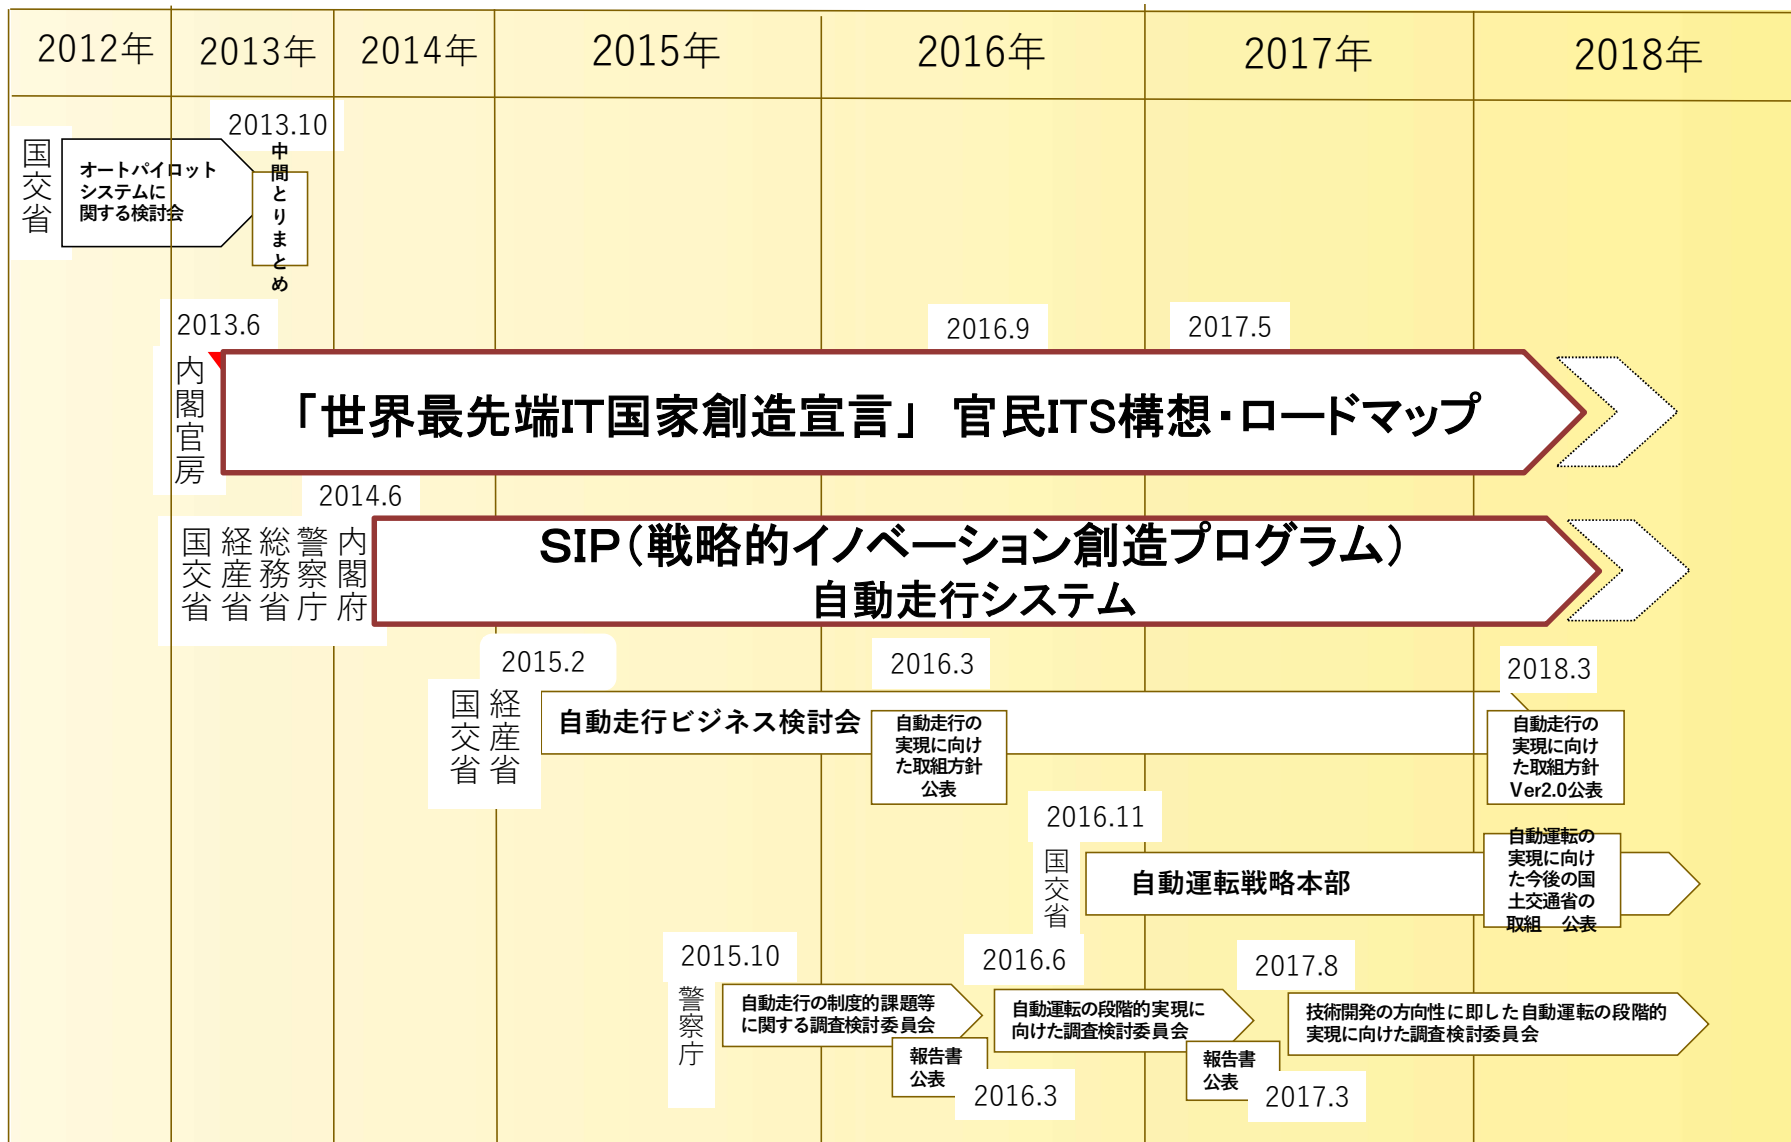 2012年
2013年
2014年
2015年
2016年
2017年
2018年
2013.10
国交省
オートパイロット
システムに
関する検討会
中間とりまとめ
2013.6
2016.9
2017.5
内閣官房
「世界最先端IT国家創造宣言」 官民ITS構想・ロードマップ
2014.6
国交省
経産省
総務省
警察庁
内閣府
SIP(戦略的イノベーション創造プログラム)
自動走行システム
2015.2
2016.3
2018.3
国交省
経産省
自動走行ビジネス検討会
自動走行の
実現に向け
た取組方針
公表
自動走行の
実現に向け
た取組方針
Ver2.0公表
2016.11
国交省
自動運転戦略本部
自動運転の
実現に向け
た今後の国
土交通省の
取組 公表
2015.10
2016.6
2017.8
警察庁
自動走行の制度的課題等
に関する調査検討委員会
自動運転の段階的実現に
向けた調査検討委員会
技術開発の方向性に即した自動運転の段階的
実現に向けた調査検討委員会
報告書
公表
2016.3
報告書
公表
2017.3